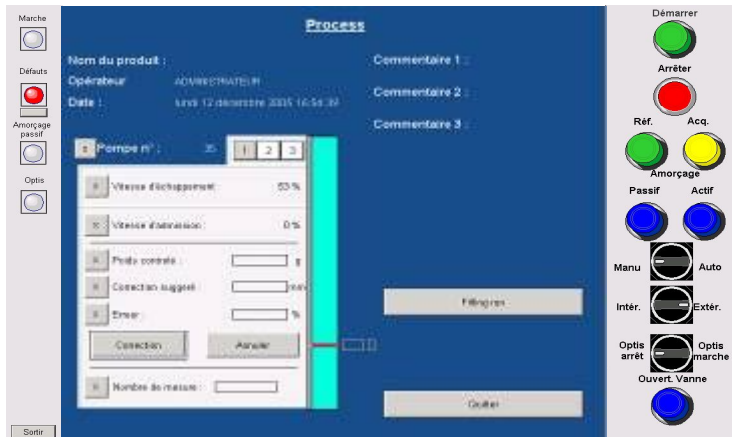 Marche
Défauts
Amorçage
passif
Optis
Sortir
Process
Nom du produit :
Opérateur ADMINISTRATEUR
Date : lundi 12 décembre 2005 16:54:39
Commentaire 1 :
Commentaire 2 :
Commentaire 3 :
Pompe n° : 35 1 2 3
Vitesse d'échappement 53 %
Vitesse d'admission : 0 %
Poids contrôlé : g
Correction suggéré : mm
Erreur : %
Correction Annuler
Nombre de mesure :
Filling run
Quitter
Démarrer
Arrêter
Réf. Acq.
Amorçage
Passif Actif
Manu Auto
Intér. Extér.
Optis Optis
arrêt marche
Ouvert. Vanne